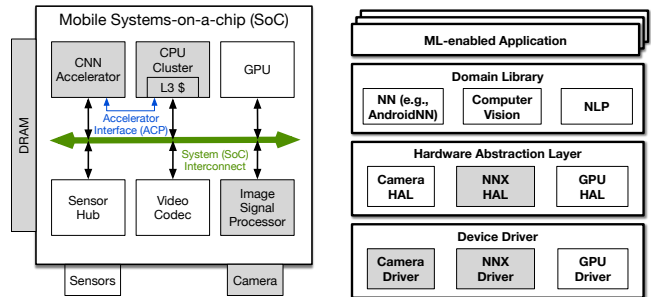 Mobile Systems-on-a-chip (SoC)
DRAM
CNN
Accelerator
CPU
Cluster
L3 $
GPU
Accelerator
Interface (ACP)
System (SoC)
Interconnect
Sensor
Hub
Video
Codec
Image
Signal
Processor
Sensors
Camera
ML-enabled Application
Domain Library
NN (e.g.,
AndroidNN)
Computer
Vision
NLP
Hardware Abstraction Layer
Camera
HAL
NNX
HAL
GPU
HAL
Device Driver
Camera
Driver
NNX
Driver
GPU
Driver